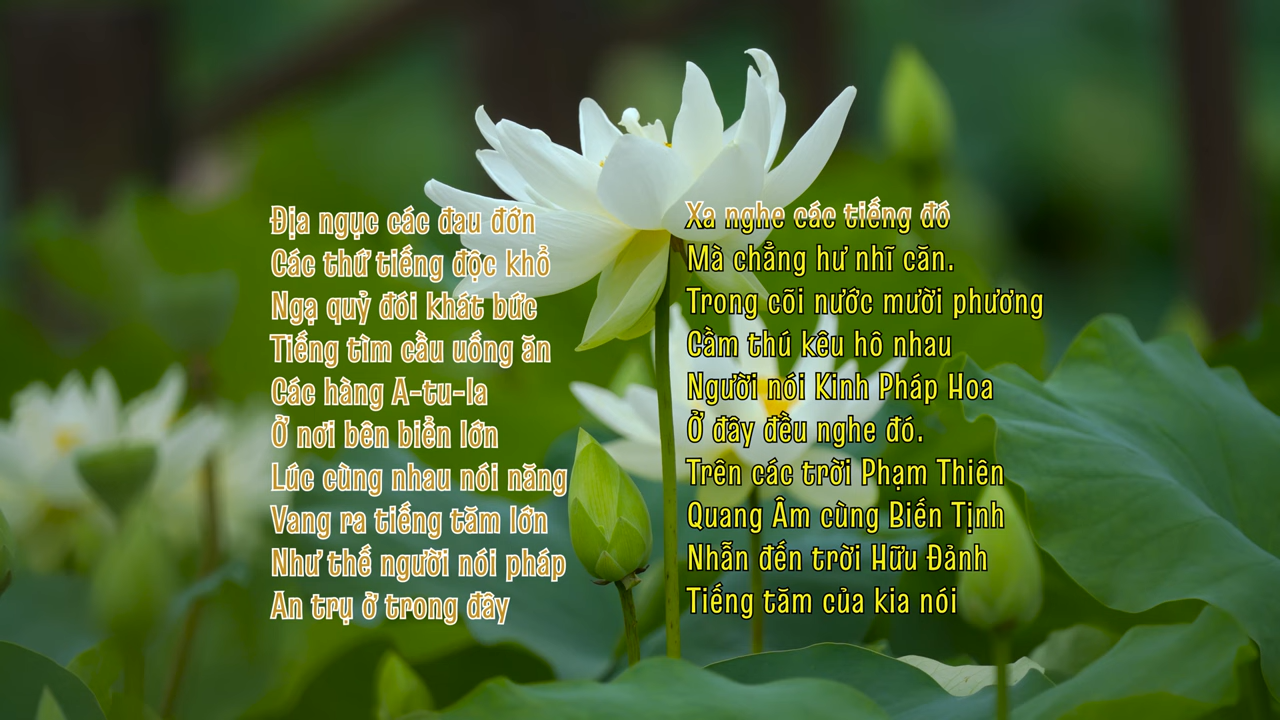 Địa ngục các đau đớn
Các thứ tiếng độc khổ
Ngạ quỷ đói khát bức
Tiếng tìm cầu uống ăn
Các hàng A-tu-la
Ở nơi bên biển lớn
Lúc cùng nhau nói năng
Vang ra tiếng tăm lớn
Như thế người nói pháp
An trụ ở trong đây
Xa nghe các tiếng đó
Mà chẳng hư nhĩ căn.
Trong cõi nước mười phương
Cầm thú kêu hô nhau
Người nói Kinh Pháp Hoa
Ở đây đều nghe đó.
Trên các trời Phạm Thiên
Quang Âm cùng Biến Tịnh
Nhẫn đến trời Hữu Đảnh
Tiếng tăm của kia nói